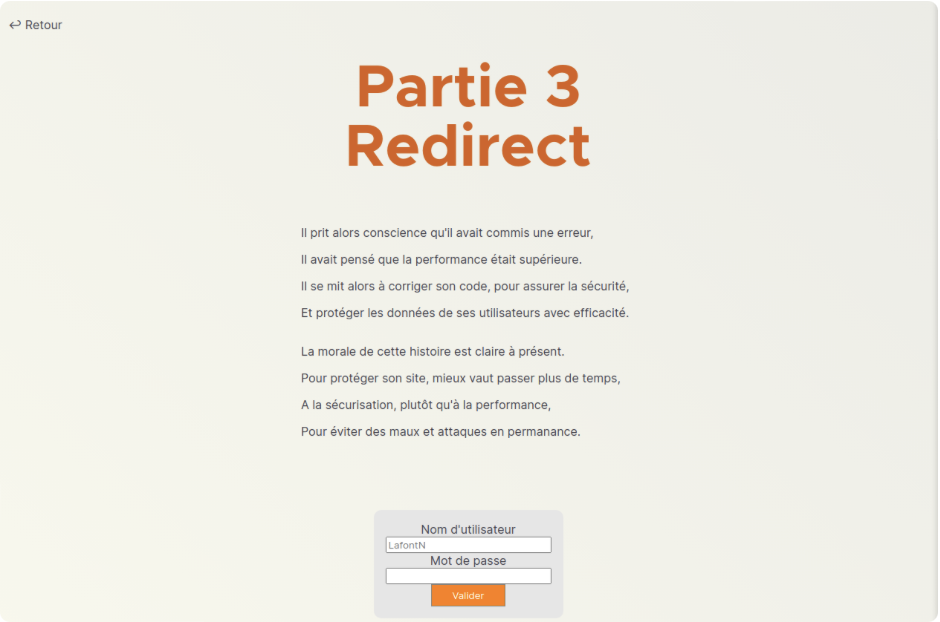 ↩ Retour
Partie 3
Redirect
Il prit alors conscience qu'il avait commis une erreur,
Il avait pensé que la performance était supérieure.
Il se mit alors à corriger son code, pour assurer la sécurité,
Et protéger les données de ses utilisateurs avec efficacité.
La morale de cette histoire est claire à présent.
Pour protéger son site, mieux vaut passer plus de temps,
A la sécurisation, plutôt qu'à la performance,
Pour éviter des maux et attaques en permanance.
Nom d'utilisateur
LafontN
Mot de passe
Valider